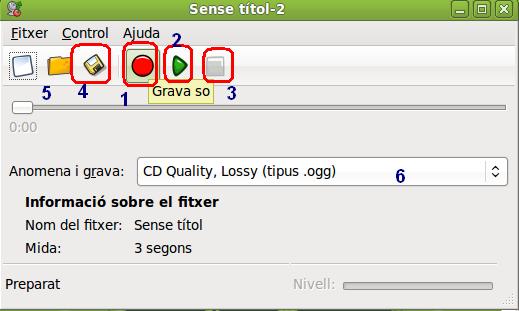 Sense títol-2
Fitxer Control Ajuda
2
5 4 1 3
Grava so
0:00
Anomena i grava: CD Quality, Lossy (tipus .ogg) 6
Informació sobre el fitxer
Nom del fitxer: Sense títol
Mida: 3 segons
Preparat Nivell: